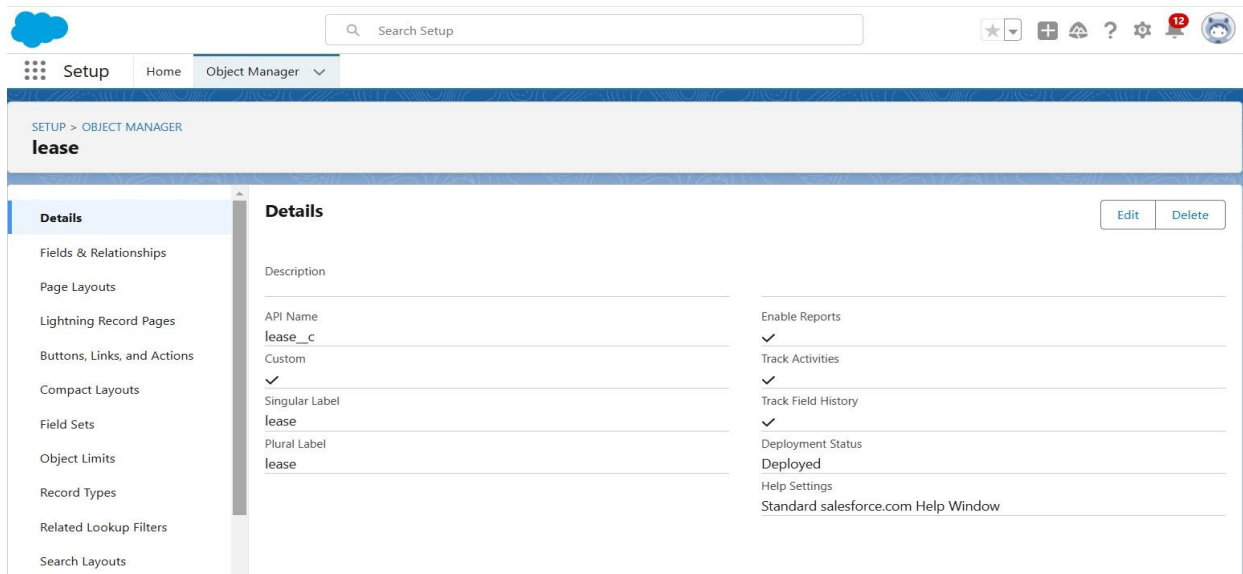 Search Setup
12
Setup Home Object Manager
SETUP > OBJECT MANAGER
lease
Details
Fields & Relationships
Page Layouts
Lightning Record Pages
Buttons, Links, and Actions
Compact Layouts
Field Sets
Object Limits
Record Types
Related Lookup Filters
Search Layouts
Details
Edit Delete
Description
API Name
lease__c
Custom
Singular Label
lease
Plural Label
lease
Enable Reports
Track Activities
Track Field History
Deployment Status
Deployed
Help Settings
Standard salesforce.com Help Window